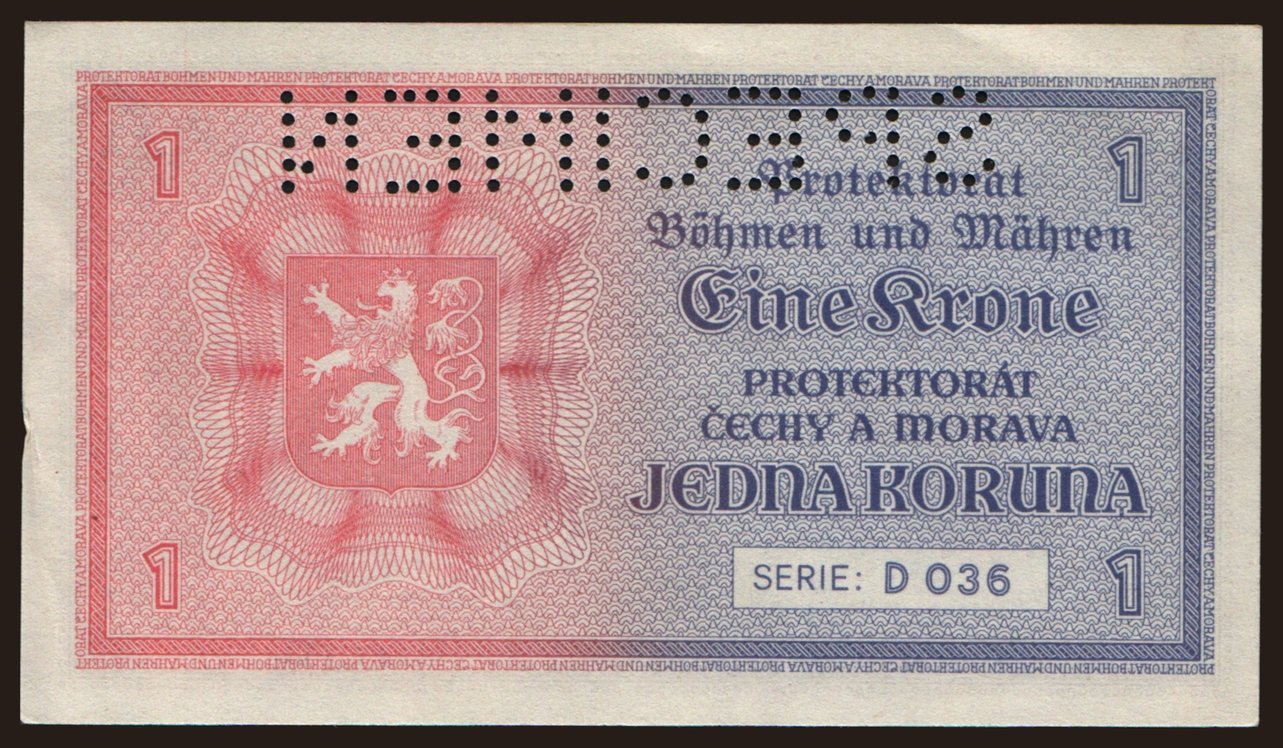 PROTEKTORAT BÖHMEN UND MÄHREN PROTEKTORÁT ČECHY A MORAVA PROTEKTORAT BÖHMEN UND MÄHREN PROTEKTORÁT ČECHY A MORAVA PROTEKTORAT BÖHMEN UND MÄHREN PROTEKT
SPECIMEN
1
1
Protektorat
Böhmen und Mähren
Eine Krone
PROTEKTORÁT
ČECHY A MORAVA
JEDNA KORUNA
SERIE: D 036
1
1